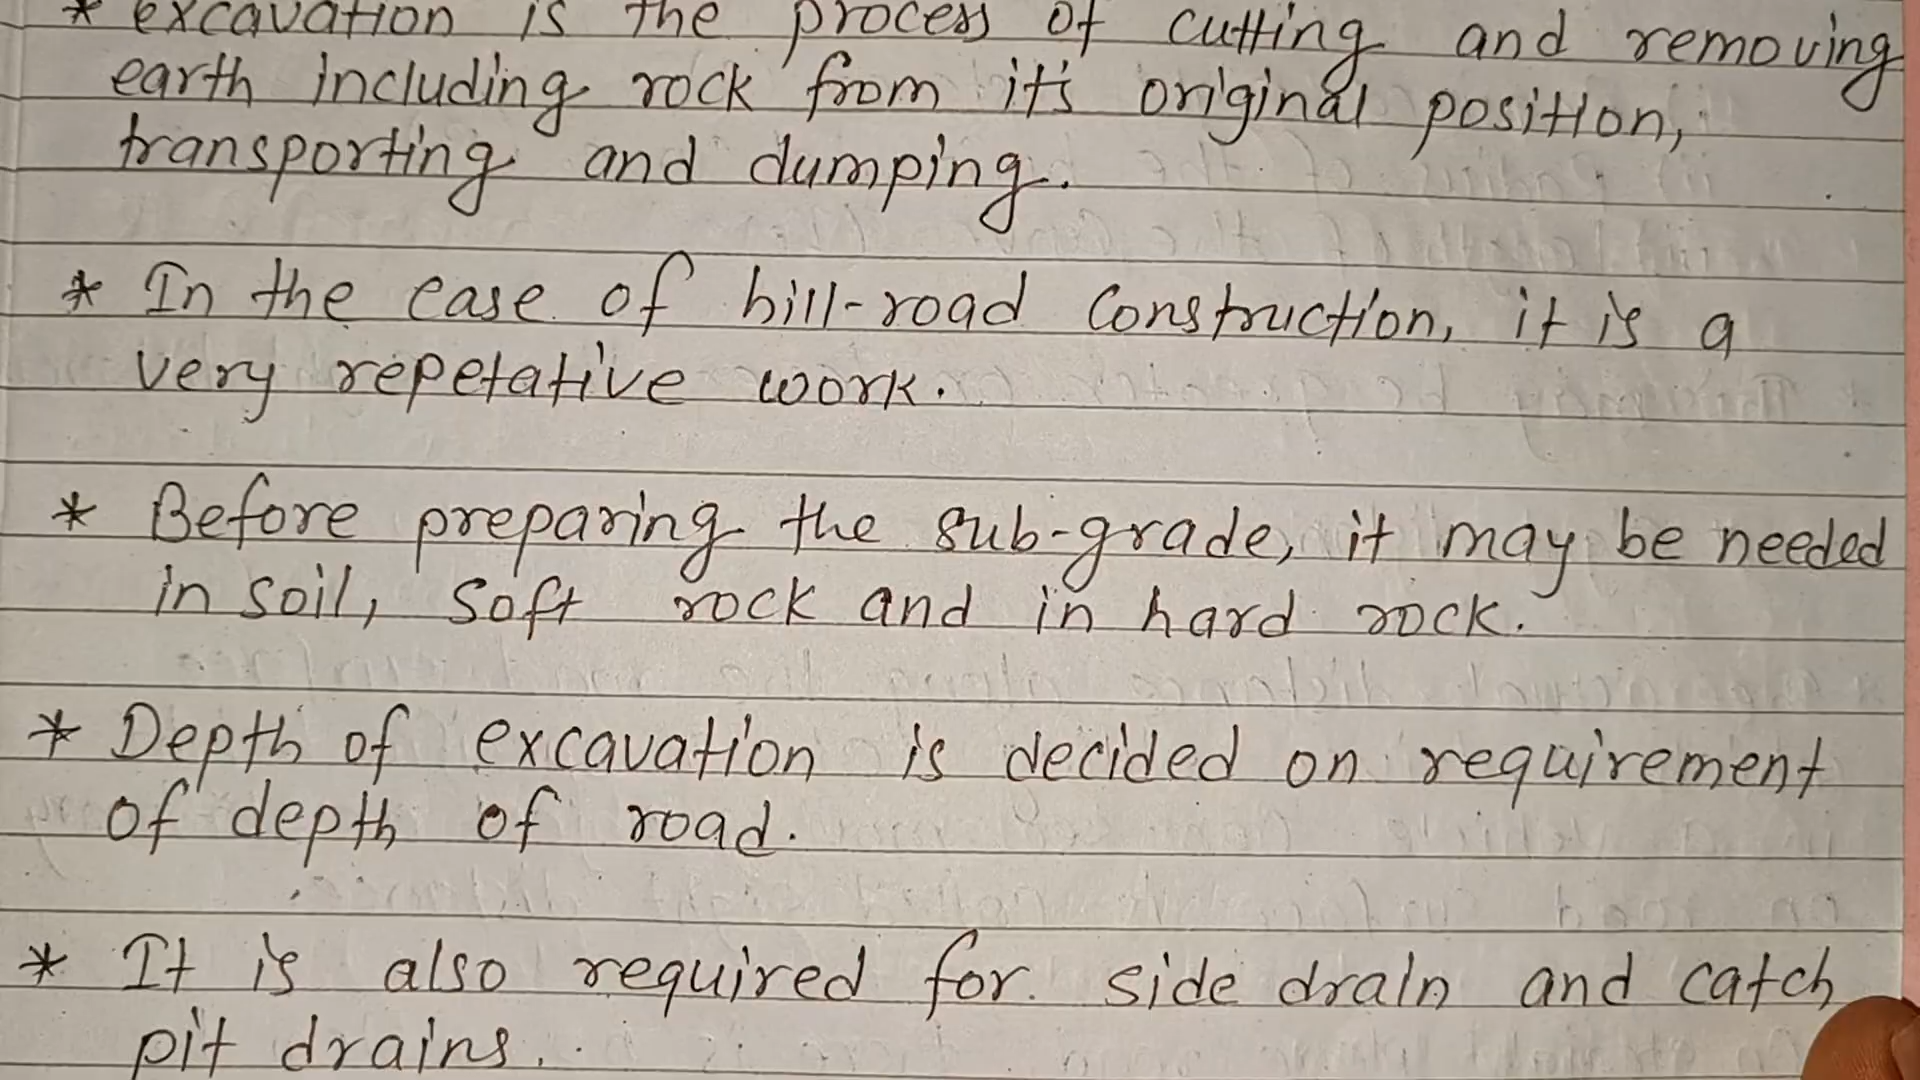 * excavation is the process of cutting and removing
earth including rock from it's original position,
transporting and dumping.
* In the case of hill-road construction, it is a
very repetative work.
* Before preparing the sub-grade, it may be needed
in soil, soft rock and in hard rock.
* Depth of excavation is decided on requirement
of depth of road.
* It is also required for side drain and catch
pit drains.